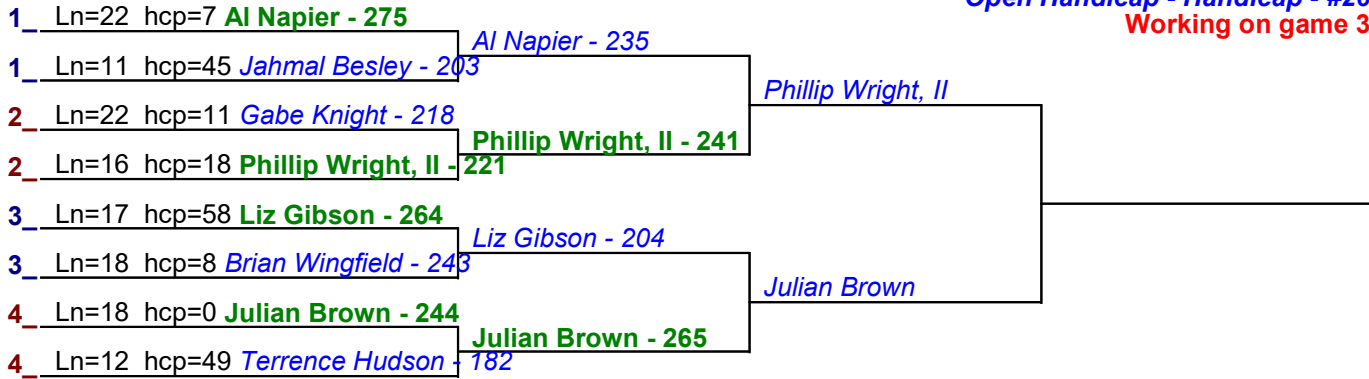 Open Handicap - Handicap - #20
Working on game 3
1_ Ln=22 hcp=7 Al Napier - 275
1_ Ln=11 hcp=45 Jahmal Besley - 203
2_ Ln=22 hcp=11 Gabe Knight - 218
2_ Ln=16 hcp=18 Phillip Wright, II - 221
3_ Ln=17 hcp=58 Liz Gibson - 264
3_ Ln=18 hcp=8 Brian Wingfield - 243
4_ Ln=18 hcp=0 Julian Brown - 244
4_ Ln=12 hcp=49 Terrence Hudson - 182
Al Napier - 235
Phillip Wright, II - 241
Liz Gibson - 204
Julian Brown - 265
Phillip Wright, II
Julian Brown